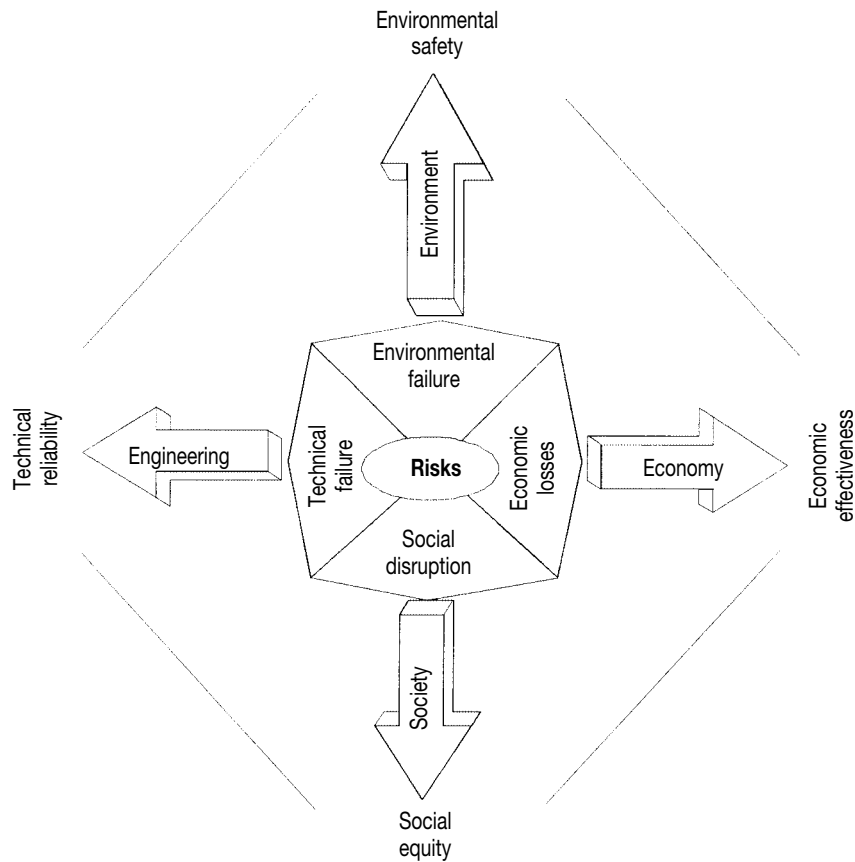 Environmental
safety
Environment
Environmental
failure
Technical
reliability
Engineering
Technical
failure
Risks
Economic
losses
Economy
Economic
effectiveness
Social
disruption
Society
Social
equity